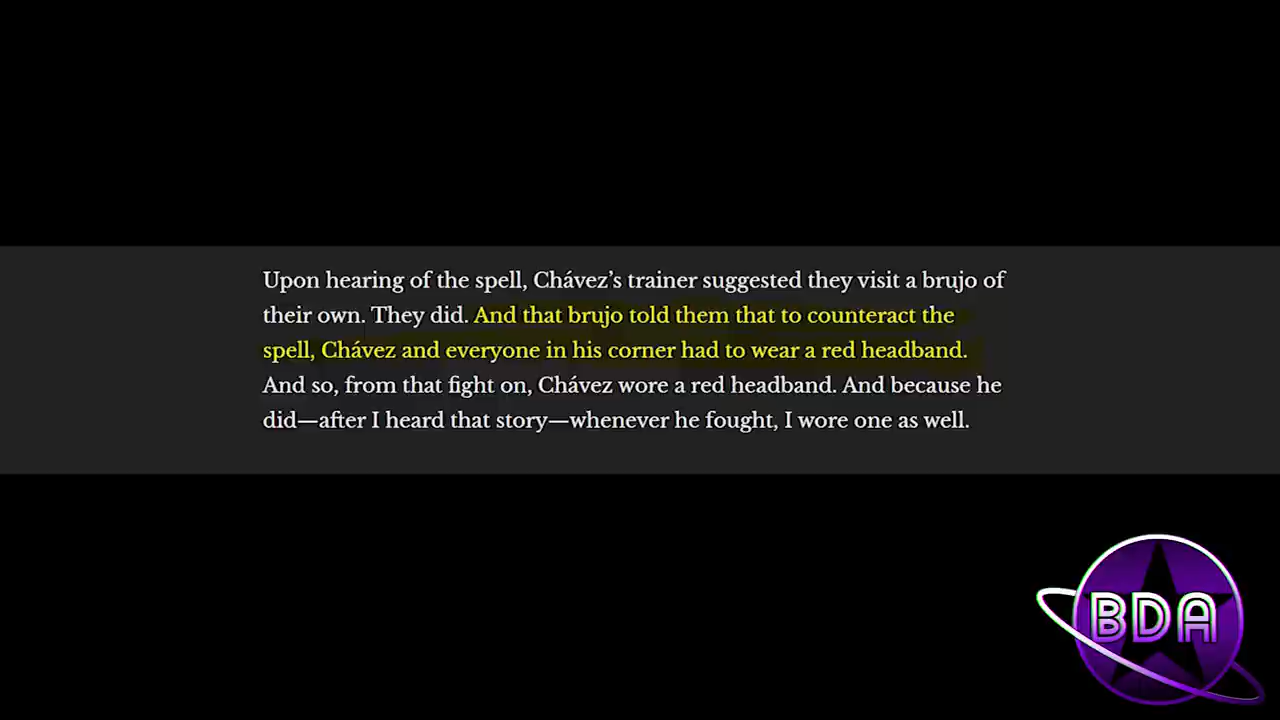 Upon hearing of the spell, Chávez’s trainer suggested they visit a brujo of
their own. They did. And that brujo told them that to counteract the
spell, Chávez and everyone in his corner had to wear a red headband.
And so, from that fight on, Chávez wore a red headband. And because he
did—after I heard that story—whenever he fought, I wore one as well.
BDA